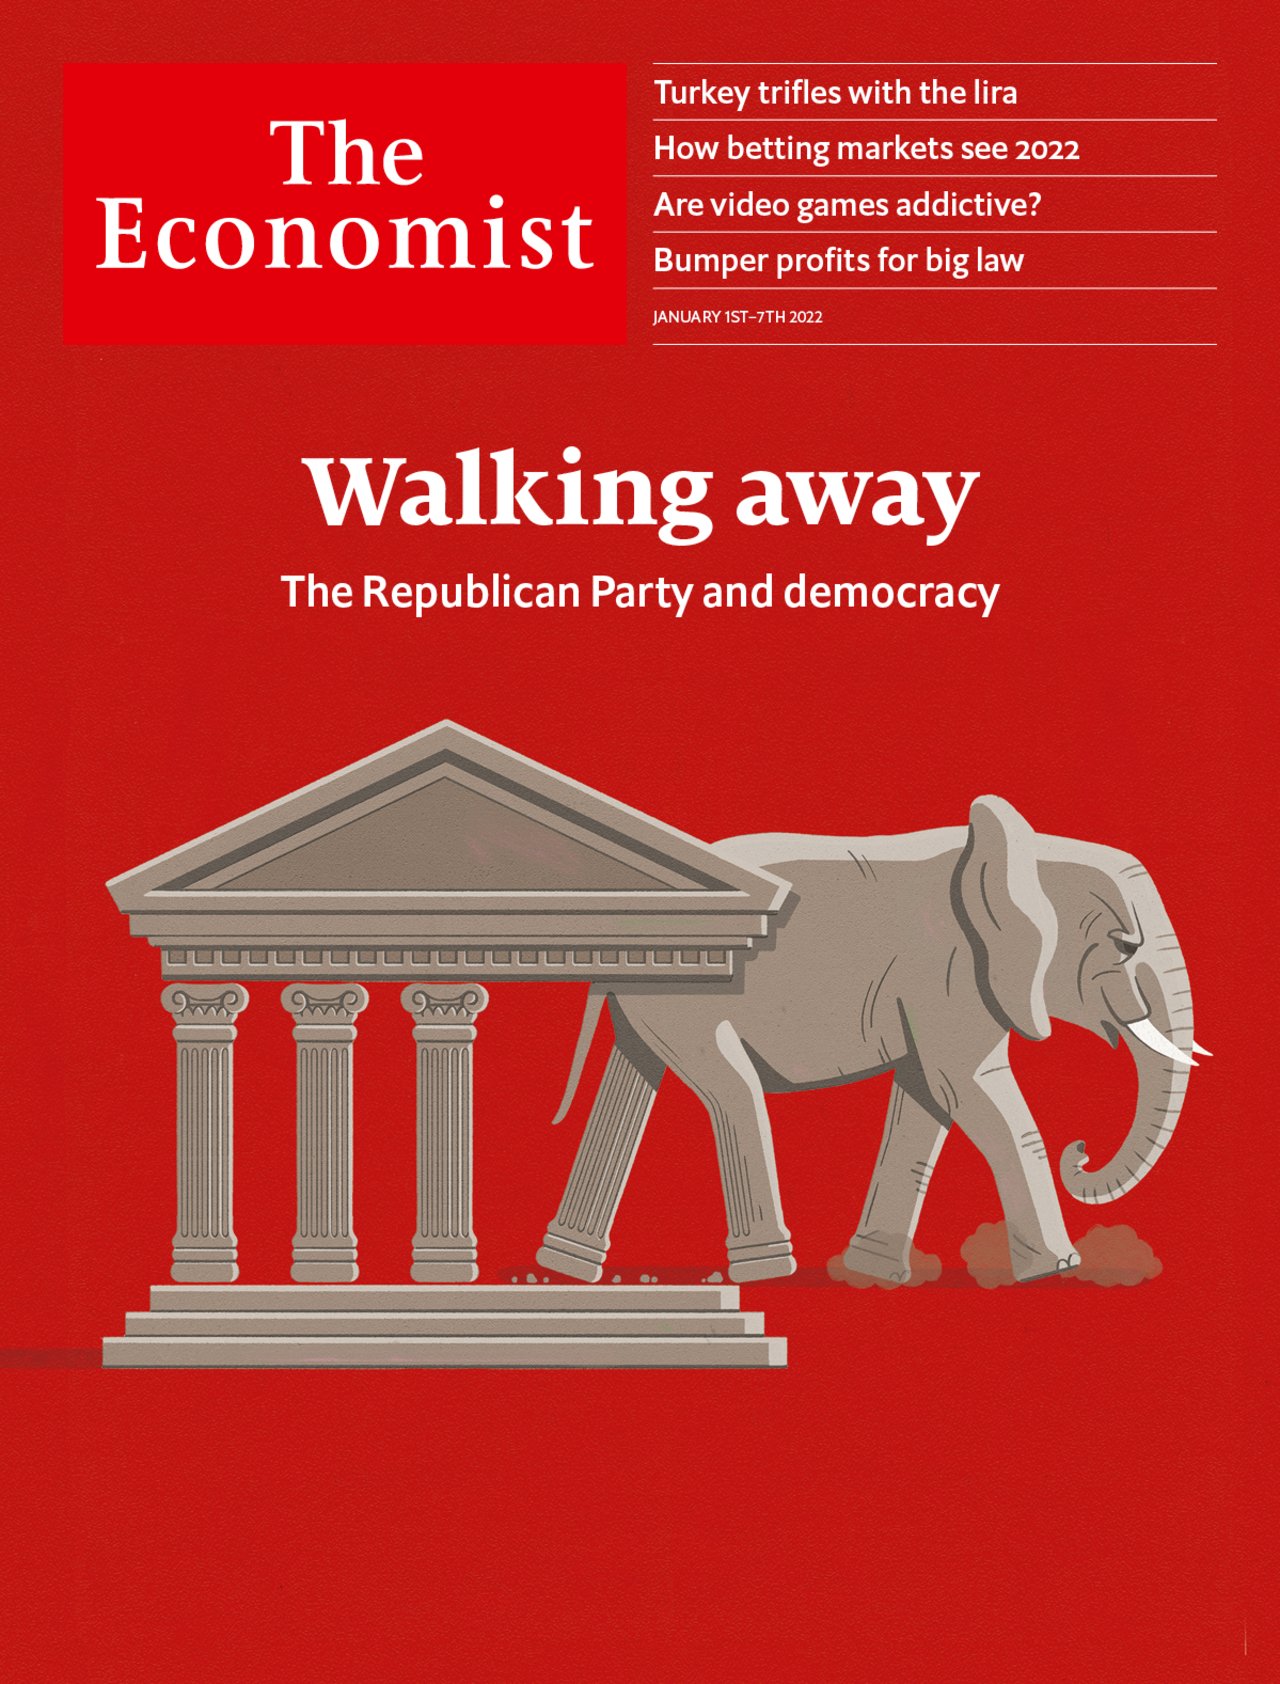 The
Economist
Turkey trifles with the lira
How betting markets see 2022
Are video games addictive?
Bumper profits for big law
JANUARY 1ST–7TH 2022
Walking away
The Republican Party and democracy